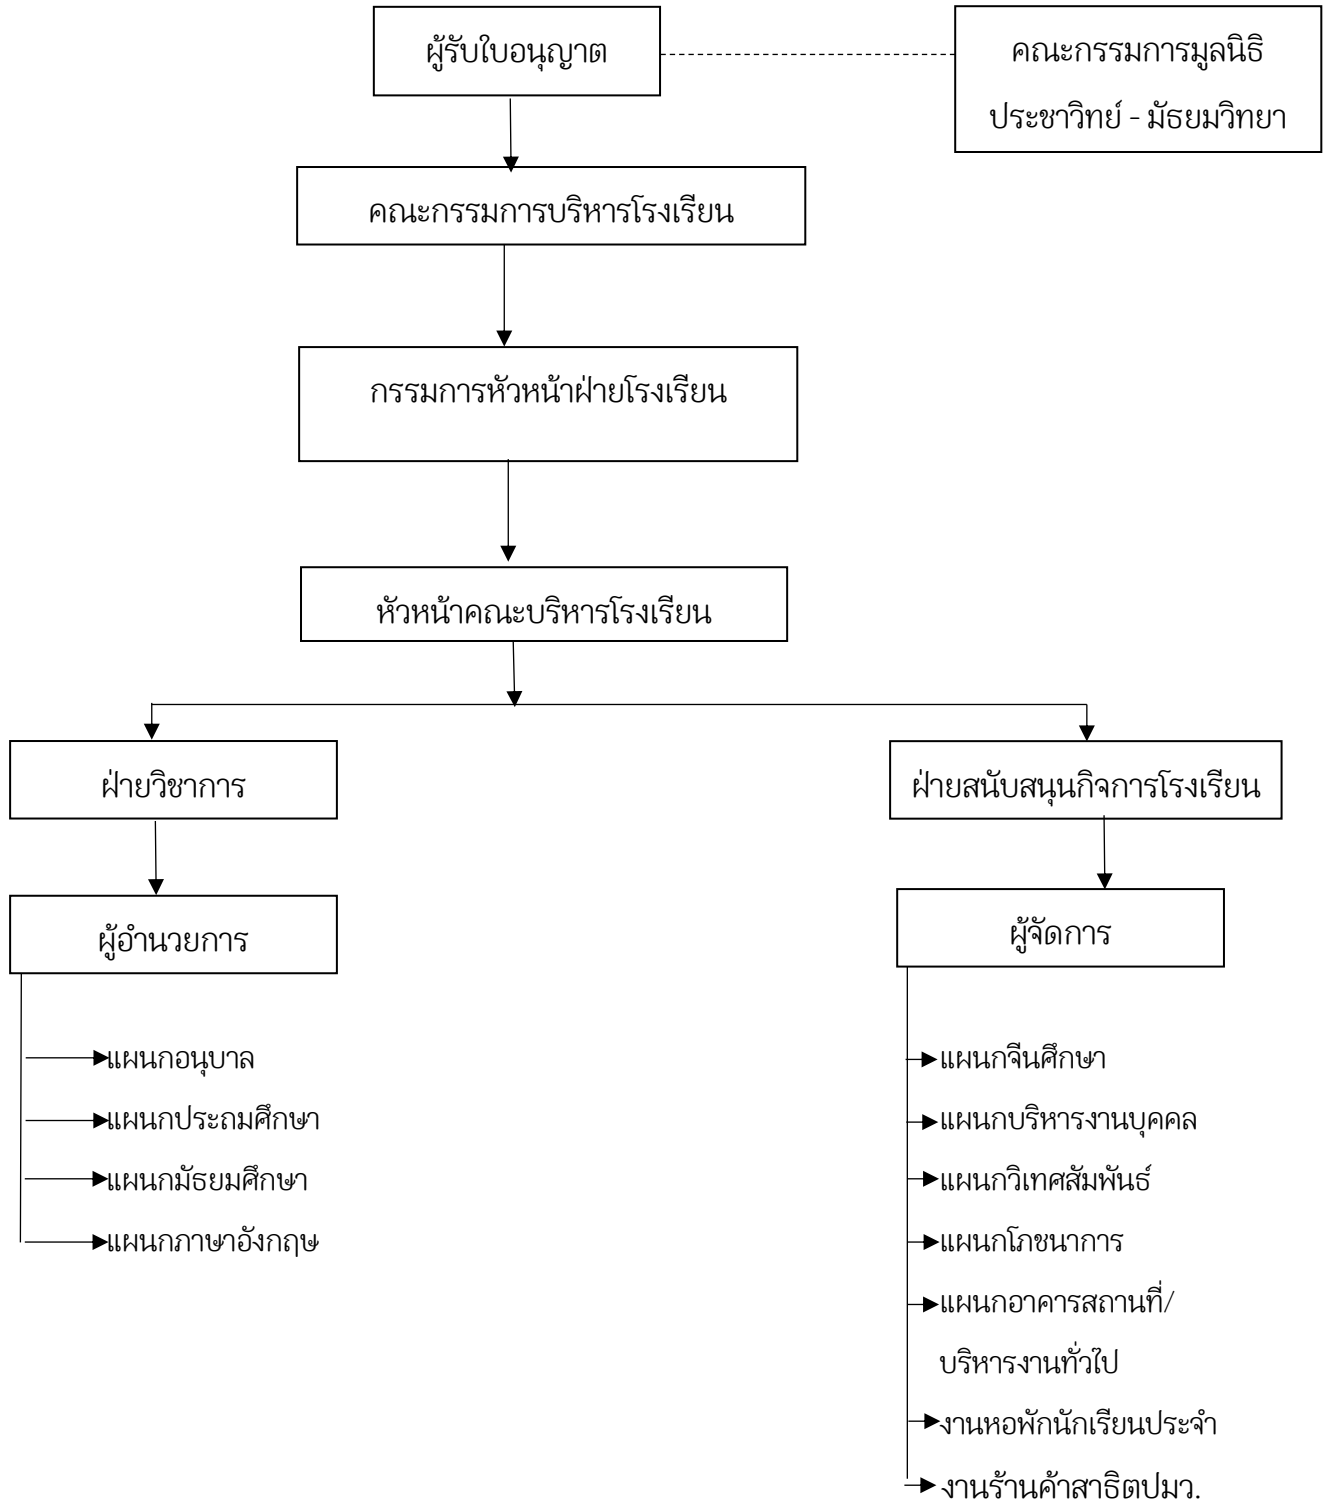 ผู้รับใบอนุญาต
คณะกรรมการมูลนิธิ
ประชาวิทย์ - มัธยมวิทยา
คณะกรรมการบริหารโรงเรียน
กรรมการหัวหน้าฝ่ายโรงเรียน
หัวหน้าคณะบริหารโรงเรียน
ฝ่ายวิชาการ
ผู้อำนวยการ
แผนกอนุบาล
แผนกประถมศึกษา
แผนกมัธยมศึกษา
แผนกภาษาอังกฤษ
ฝ่ายสนับสนุนกิจการโรงเรียน
ผู้จัดการ
แผนกจีนศึกษา
แผนกบริหารงานบุคคล
แผนกวิเทศสัมพันธ์
แผนกโภชนาการ
แผนกอาคารสถานที่/
บริหารงานทั่วไป
งานหอพักนักเรียนประจำ
งานร้านค้าสาธิตปมว.